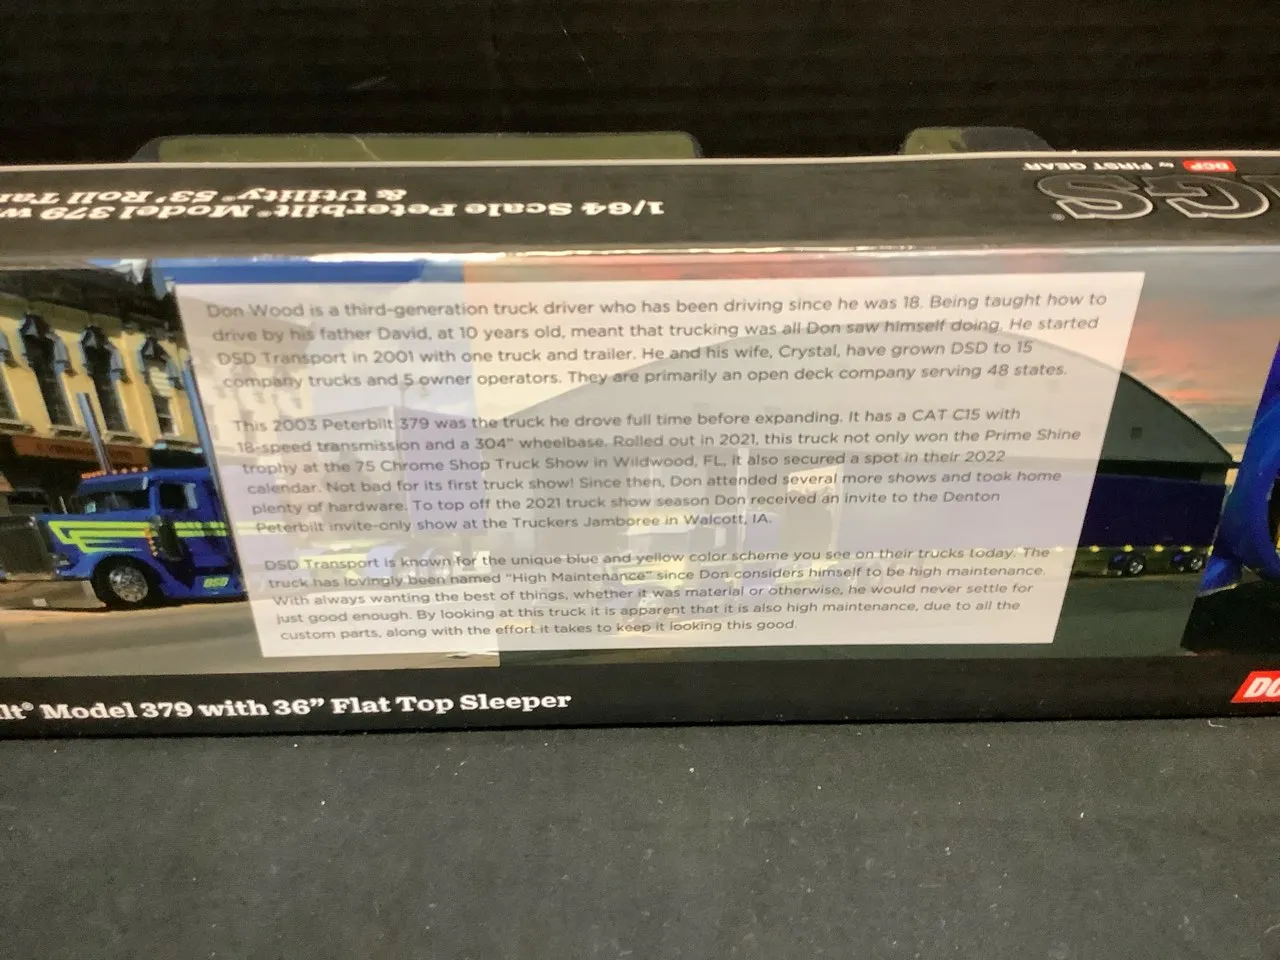 DCP by FIRST GEAR
GS®
1/64 Scale Peterbilt® Model 379
& Utility® 53' Roll
Don Wood is a third-generation truck driver who has been driving since he was 18. Being taught how to
drive by his father David, at 10 years old, meant that trucking was all Don saw himself doing. He started
DSD Transport in 2001 with one truck and trailer. He and his wife, Crystal, have grown DSD to 15
company trucks and 5 owner operators. They are primarily an open deck company serving 48 states.
This 2003 Peterbilt 379 was the truck he drove full time before expanding. It has a CAT C15 with
18-speed transmission and a 304" wheelbase. Rolled out in 2021, this truck not only won the Prime Shine
trophy at the 75 Chrome Shop Truck Show in Wildwood, FL, it also secured a spot in their 2022
calendar. Not bad for its first truck show! Since then, Don attended several more shows and took home
plenty of hardware. To top off the 2021 truck show season Don received an invite to the Denton
Peterbilt invite-only show at the Truckers Jamboree in Walcott, IA.
DSD Transport is known for the unique blue and yellow color scheme you see on their trucks today. The
truck has lovingly been named "High Maintenance" since Don considers himself to be high maintenance.
With always wanting the best of things, whether it was material or otherwise, he would never settle for
just good enough. By looking at this truck it is apparent that it is also high maintenance, due to all the
custom parts, along with the effort it takes to keep it looking this good.
DSD
lt® Model 379 with 36” Flat Top Sleeper
DC